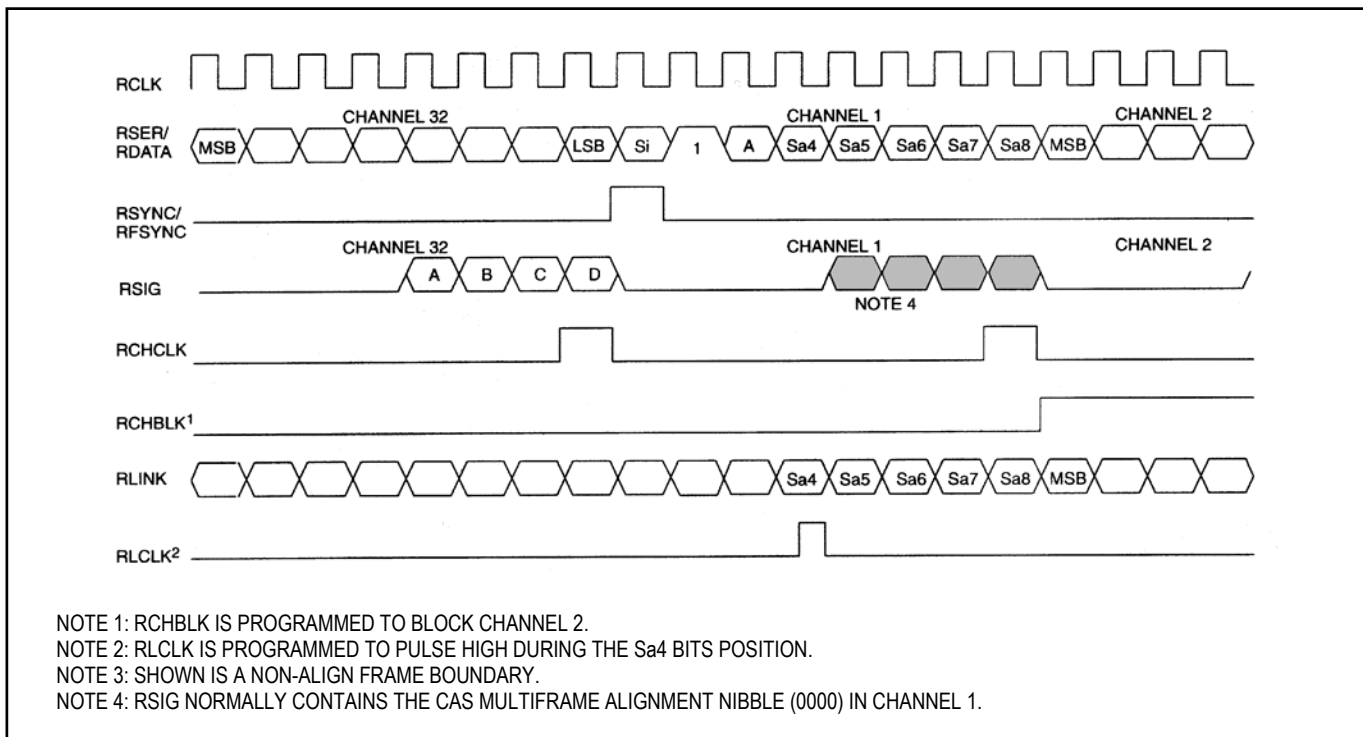 RCLK
CHANNEL 32 CHANNEL 1 CHANNEL 2
RSER/
RDATA
MSB LSB Si 1 A Sa4 Sa5 Sa6 Sa7 Sa8 MSB
RSYNC/
RFSYNC
CHANNEL 32 CHANNEL 1 CHANNEL 2
RSIG A B C D
NOTE 4
RCHCLK
RCHBLK¹
RLINK Sa4 Sa5 Sa6 Sa7 Sa8 MSB
RLCLK²
NOTE 1: RCHBLK IS PROGRAMMED TO BLOCK CHANNEL 2.
NOTE 2: RLCLK IS PROGRAMMED TO PULSE HIGH DURING THE Sa4 BITS POSITION.
NOTE 3: SHOWN IS A NON-ALIGN FRAME BOUNDARY.
NOTE 4: RSIG NORMALLY CONTAINS THE CAS MULTIFRAME ALIGNMENT NIBBLE (0000) IN CHANNEL 1.